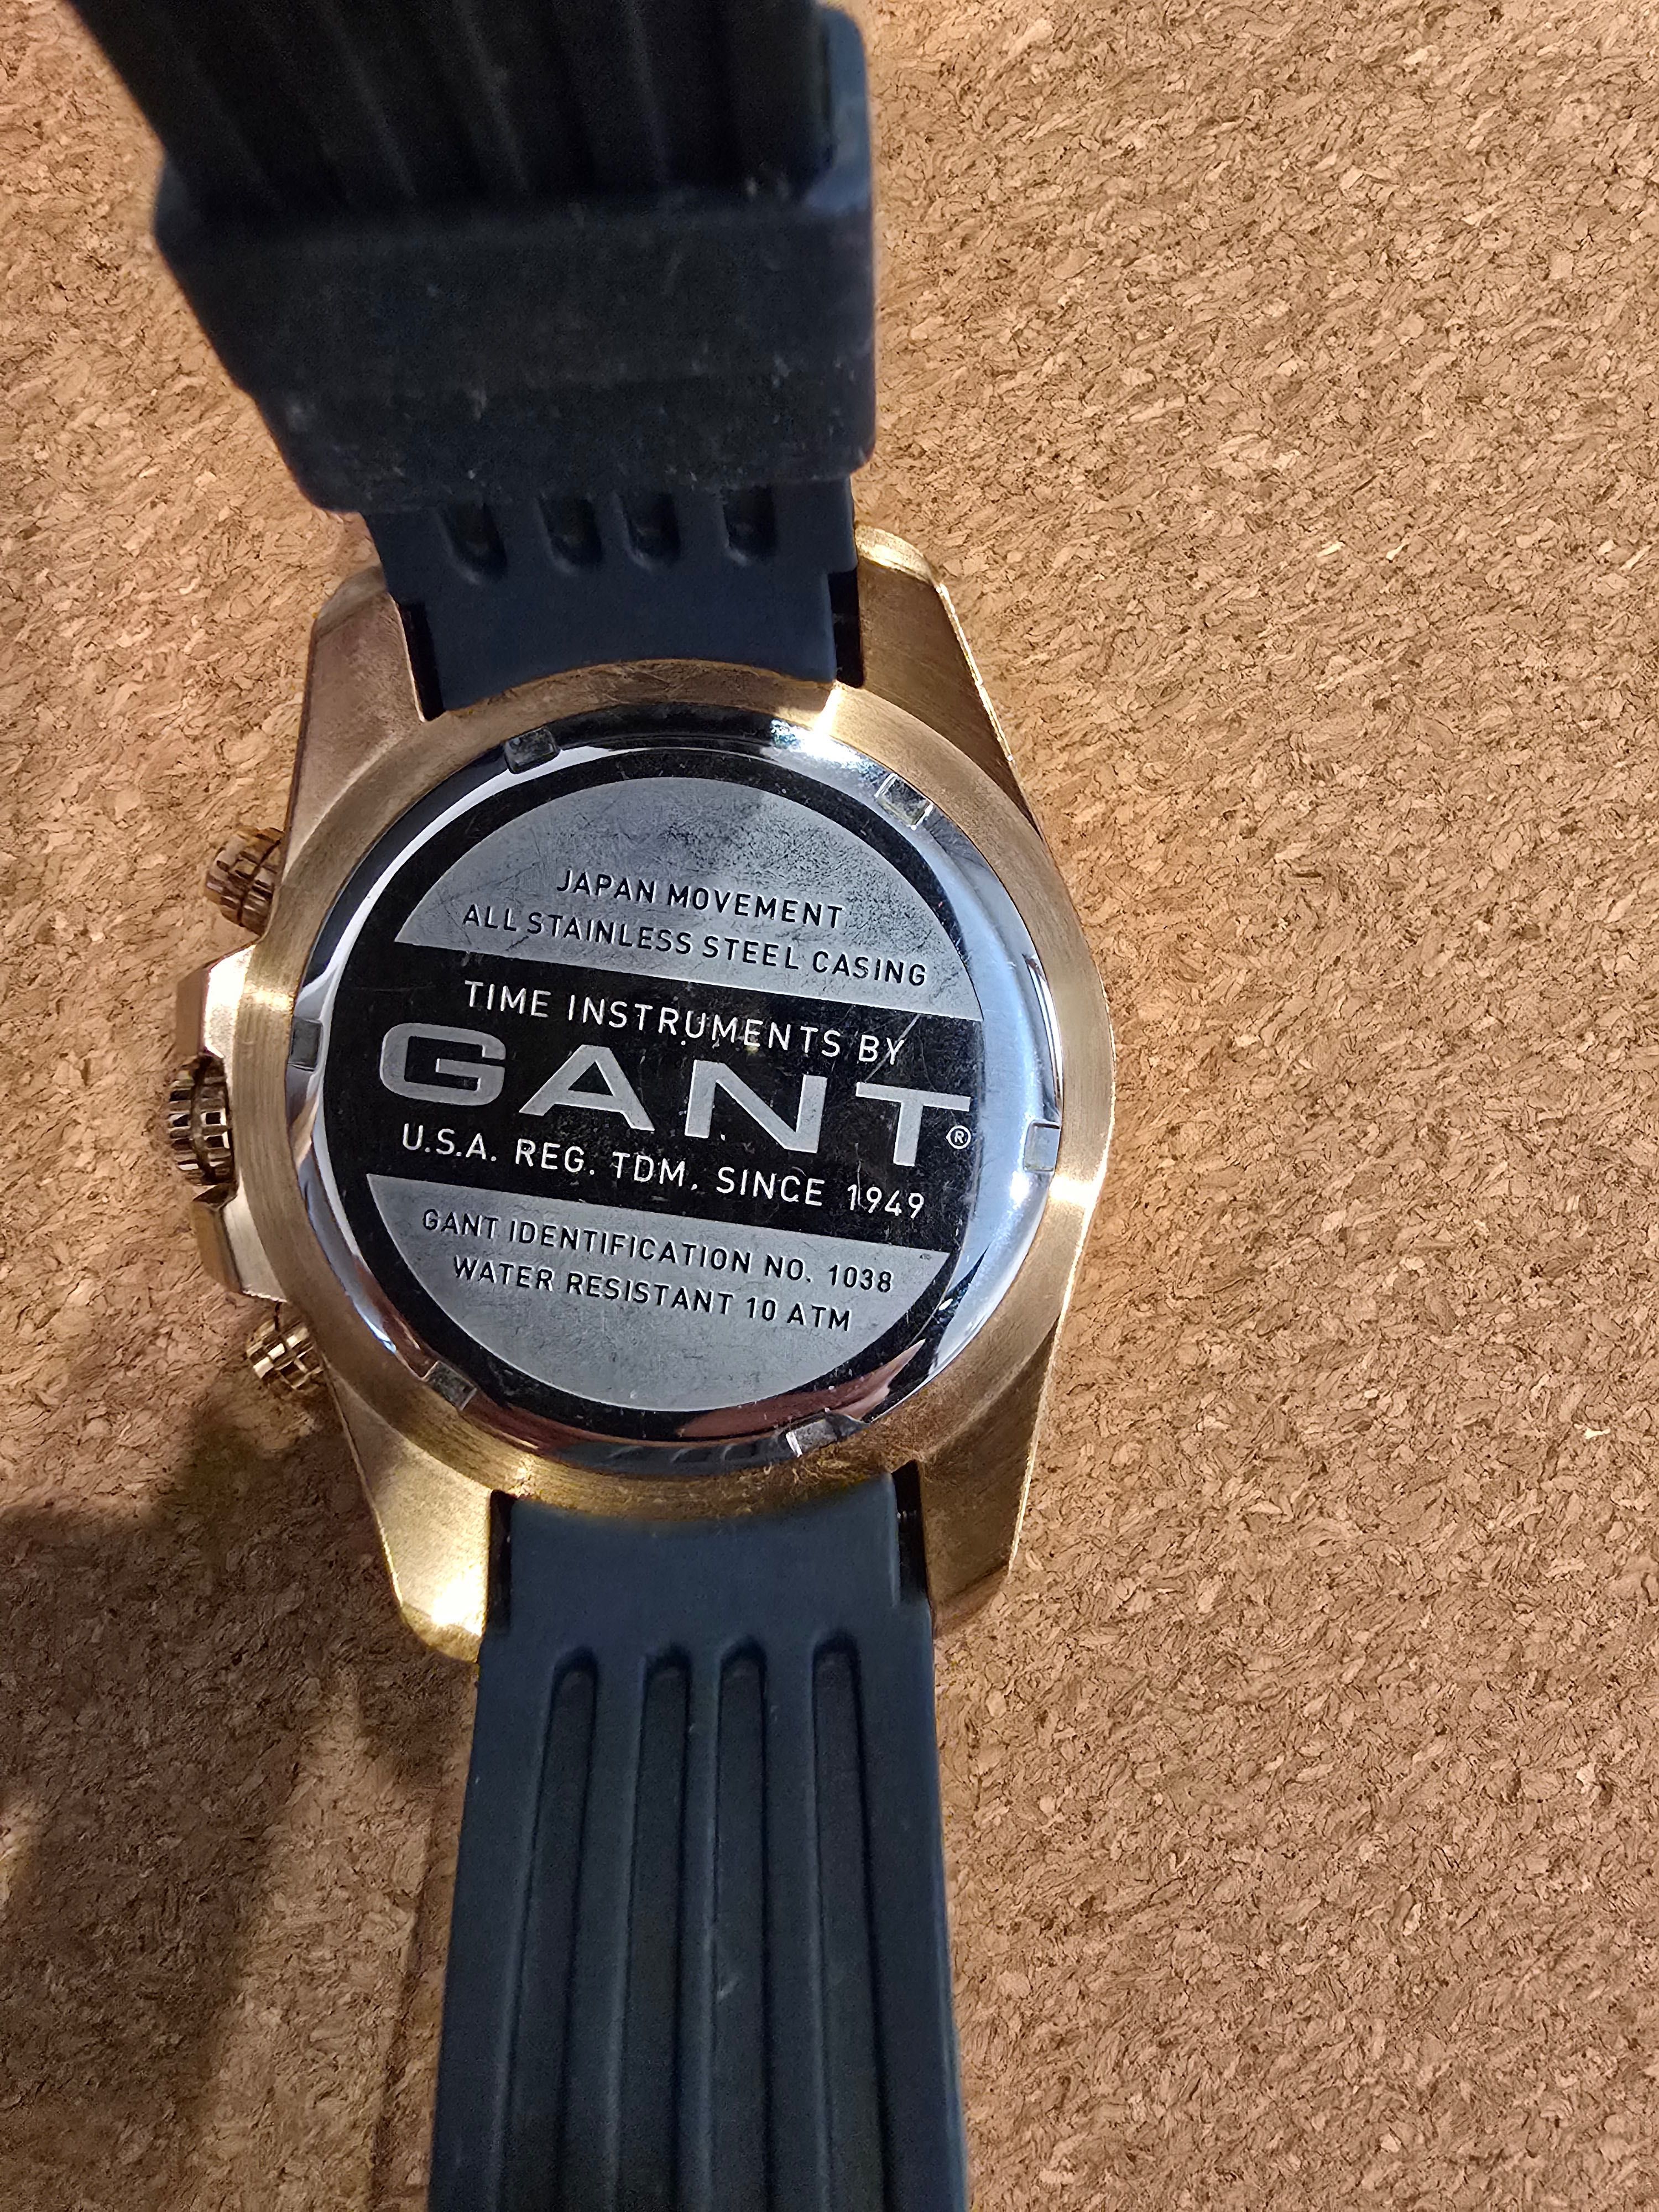 JAPAN MOVEMENT
ALL STAINLESS STEEL CASING
TIME INSTRUMENTS BY
GANT®
U.S.A. REG. TDM. SINCE 1949
GANT IDENTIFICATION NO. 1038
WATER RESISTANT 10 ATM